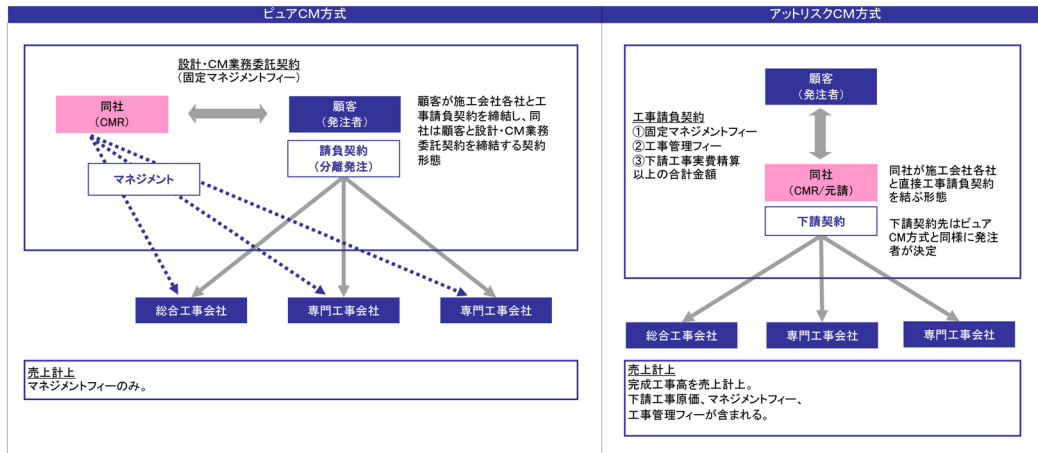 ピュアCM方式
設計・CM業務委託契約
（固定マネジメントフィー）
同社
（CMR）
顧客
（発注者）
顧客が施工会社各社と工
事請負契約を締結し、同
社は顧客と設計・CM業務
委託契約を締結する契約
形態
請負契約
（分離発注）
マネジメント
総合工事会社
専門工事会社
専門工事会社
売上計上
マネジメントフィーのみ。
アットリスクCM方式
顧客
（発注者）
工事請負契約
①固定マネジメントフィー
②工事管理フィー
③下請工事実費精算
以上の合計金額
同社
（CMR/元請）
同社が施工会社各社
と直接工事請負契約
を結ぶ形態
下請契約
下請契約先はピュア
CM方式と同様に発注
者が決定
総合工事会社
専門工事会社
専門工事会社
売上計上
完成工事高を売上計上。
下請工事原価、マネジメントフィー、
工事管理フィーが含まれる。